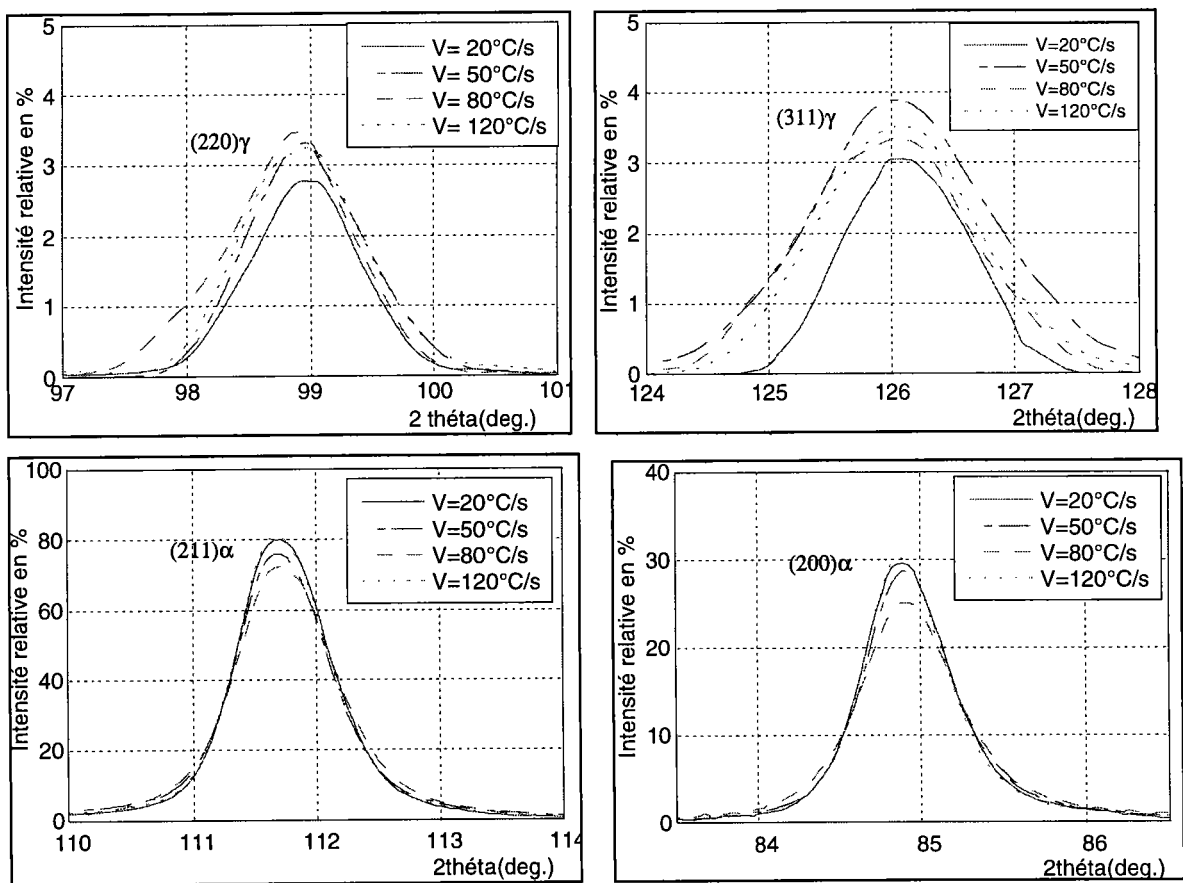 Intensité relative en %
5
4
3
2
1
0
97
98
99
100
101
2 théta(deg.)
(220)γ
V= 20°C/s
V= 50°C/s
V= 80°C/s
V= 120°C/s
Intensité relative en %
5
4
3
2
1
0
124
125
126
127
128
2théta(deg.)
(311)γ
V=20°C/s
V=50°C/s
V=80°C/s
V=120°C/s
Intensité relative en %
100
80
60
40
20
0
110
111
112
113
114
2théta(deg.)
(211)α
V=20°C/s
V=50°C/s
V=80°C/s
V=120°C/s
Intensité relative en %
40
30
20
10
0
84
85
86
2théta(deg.)
(200)α
V=20°C/s
V=50°C/s
V=80°C/s
V=120°C/s